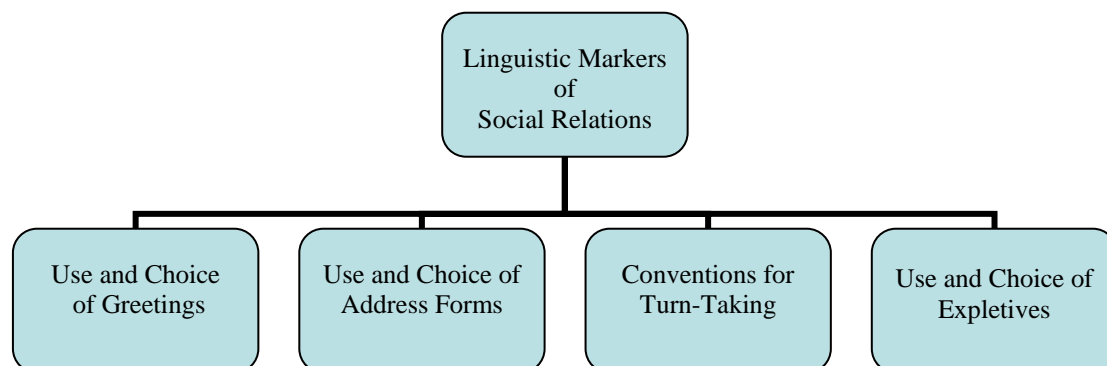 Linguistic Markers
of
Social Relations
Use and Choice
of Greetings
Use and Choice of
Address Forms
Conventions for
Turn-Taking
Use and Choice of
Expletives